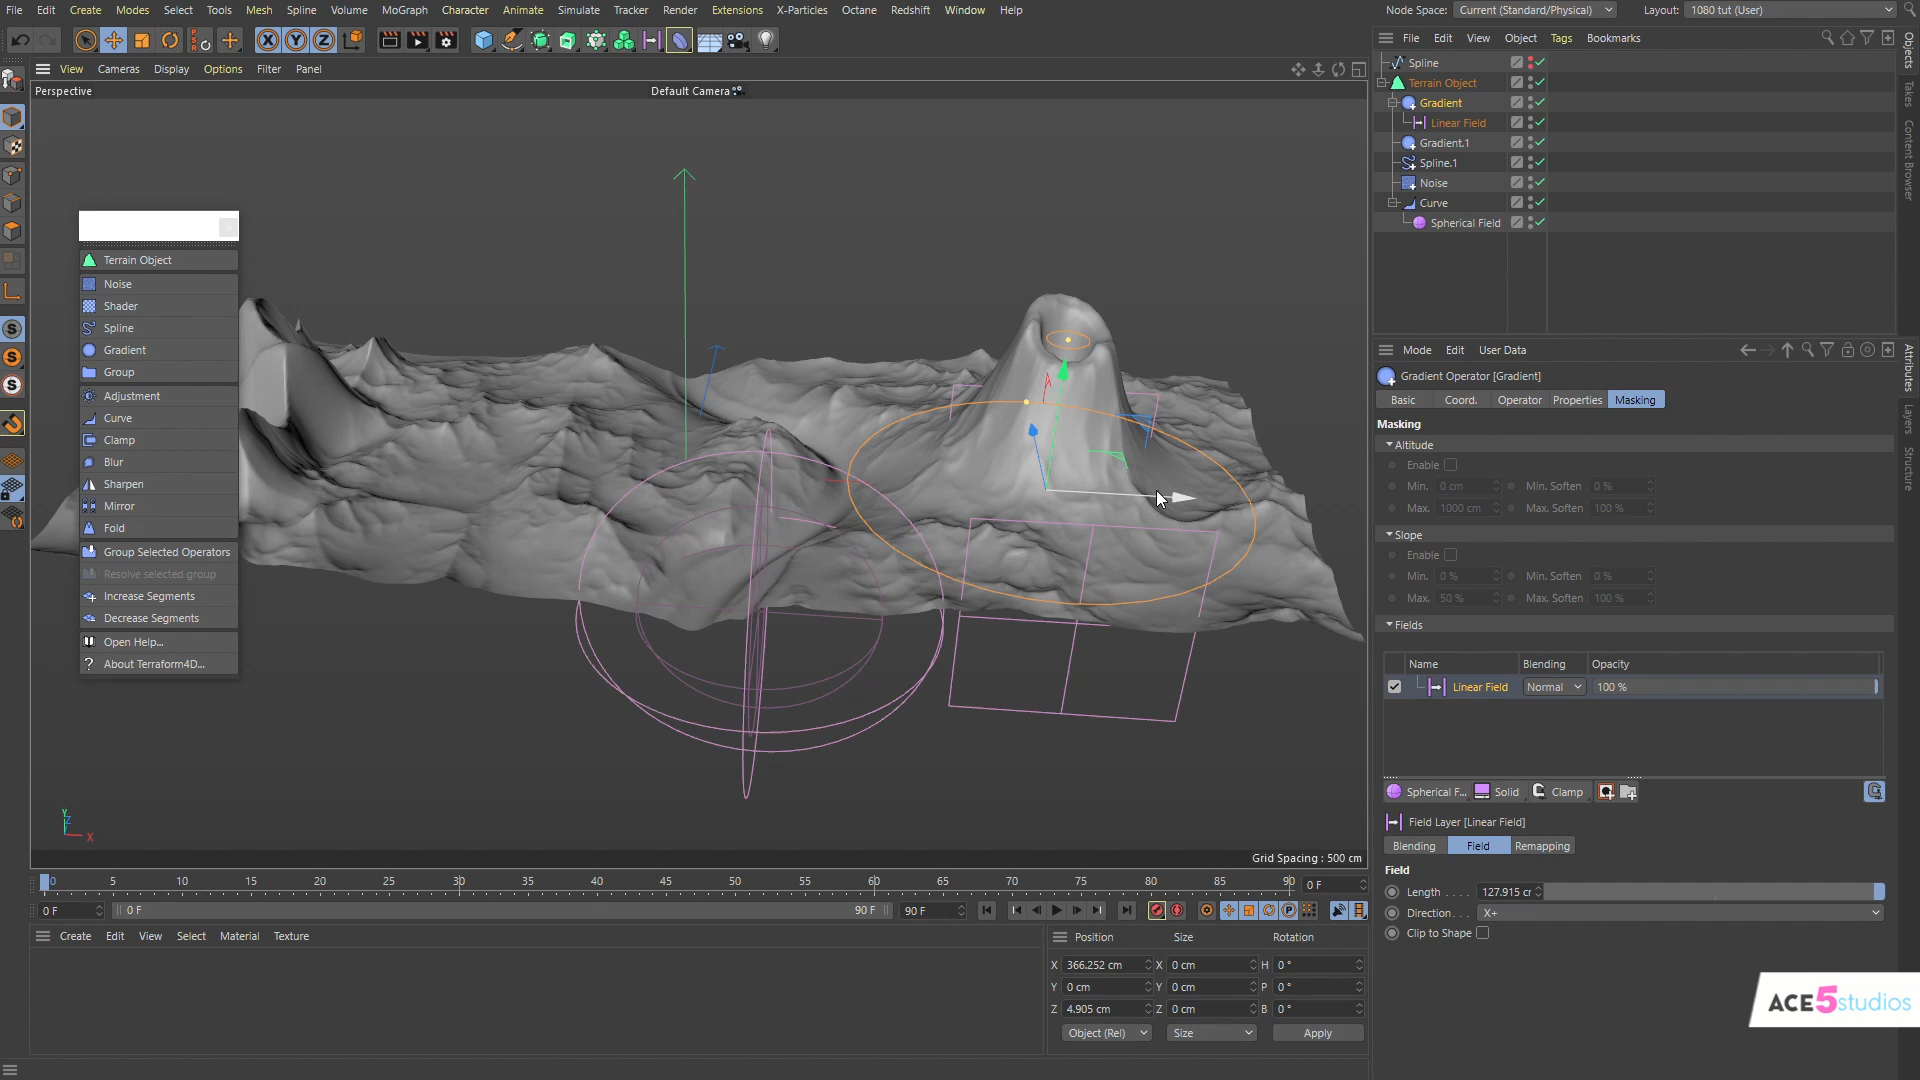 File Edit Create Modes Select Tools Mesh Spline Volume MoGraph Character Animate Simulate Tracker Render Extensions X-Particles Octane Redshift Window Help
Node Space: Current (Standard/Physical) Layout: 1080 tut (User)
File Edit View Object Tags Bookmarks
View Cameras Display Options Filter Panel
Perspective
Default Camera
Spline
Terrain Object
Gradient
Linear Field
Gradient.1
Spline.1
Noise
Curve
Spherical Field
Objects
Takes
Content Browser
Terrain Object
Noise
Shader
Spline
Gradient
Group
Adjustment
Curve
Clamp
Blur
Sharpen
Mirror
Fold
Group Selected Operators
Resolve selected group
Increase Segments
Decrease Segments
Open Help...
About Terraform4D...
Y
Z
X
Grid Spacing : 500 cm
Mode Edit User Data
Attributes
Layers
Structure
Gradient Operator [Gradient]
Basic Coord. Operator Properties Masking
Masking
Altitude
Enable
Min. 0 cm Min. Soften 0 %
Max. 1000 cm Max. Soften 100 %
Slope
Enable
Min. 0 % Min. Soften 0 %
Max. 50 % Max. Soften 100 %
Fields
Name Blending Opacity
Linear Field Normal 100 %
Spherical F... Solid Clamp
Field Layer [Linear Field]
Blending Field Remapping
Field
Length . . . . 127.915 cr
Direction . . . X+
Clip to Shape
0 5 10 15 20 25 30 35 40 45 50 55 60 65 70 75 80 85 90 0 F
0 F 0 F 90 F 90 F
Create Edit View Select Material Texture
Position Size Rotation
X 366.252 cm X 0 cm H 0 °
Y 0 cm Y 0 cm P 0 °
Z 4.905 cm Z 0 cm B 0 °
Object (Rel) Size Apply
ACE5studios